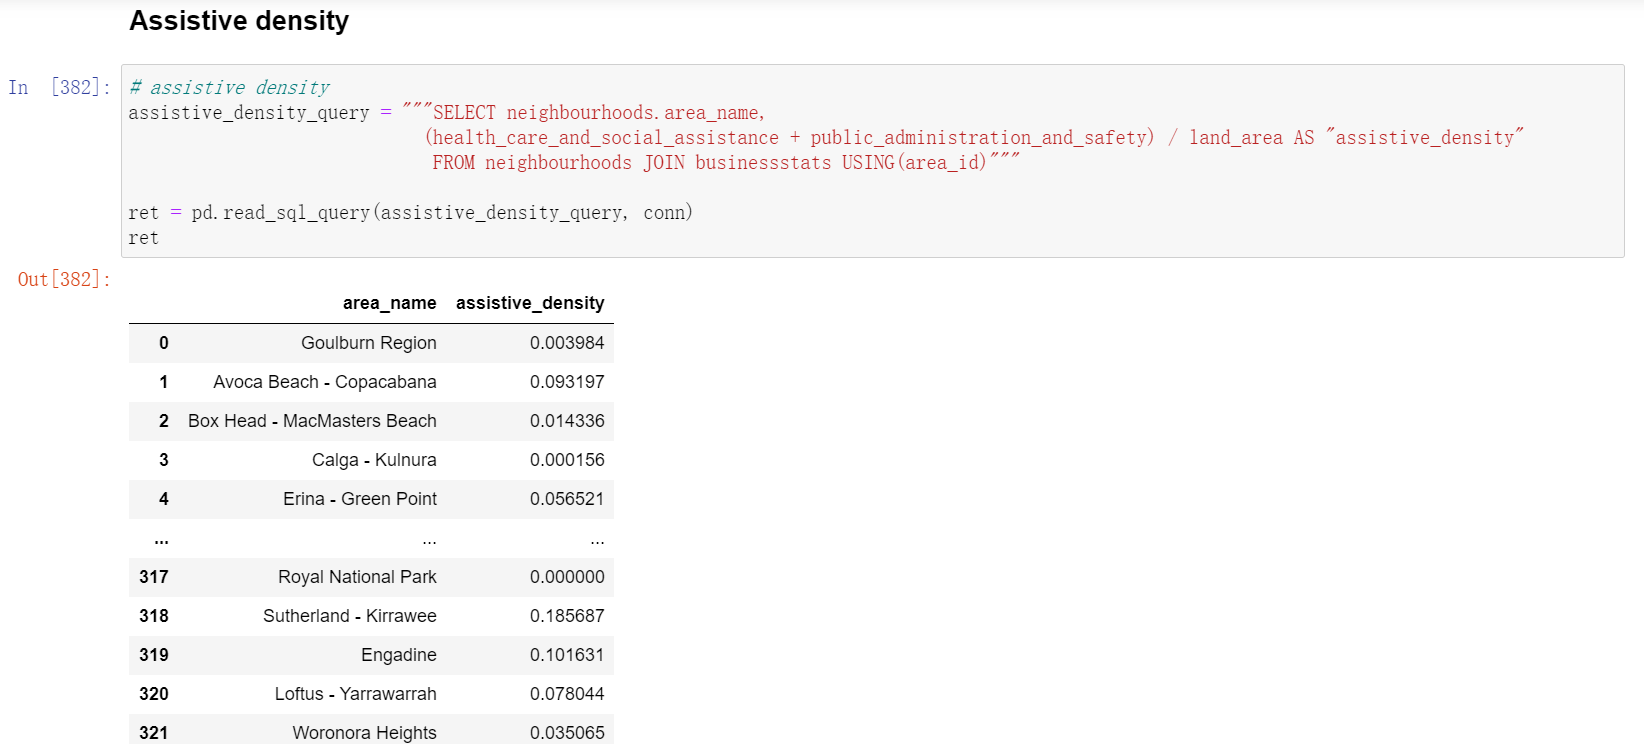 Assistive density
In [382]: # assistive density
assistive_density_query = """SELECT neighbourhoods.area_name,
(health_care_and_social_assistance + public_administration_and_safety) / land_area AS "assistive_density"
FROM neighbourhoods JOIN businessstats USING(area_id)"""
ret = pd.read_sql_query(assistive_density_query, conn)
ret
Out[382]:
area_name assistive_density
0 Goulburn Region 0.003984
1 Avoca Beach - Copacabana 0.093197
2 Box Head - MacMasters Beach 0.014336
3 Calga - Kulnura 0.000156
4 Erina - Green Point 0.056521
... ... ...
317 Royal National Park 0.000000
318 Sutherland - Kirrawee 0.185687
319 Engadine 0.101631
320 Loftus - Yarrawarrah 0.078044
321 Woronora Heights 0.035065